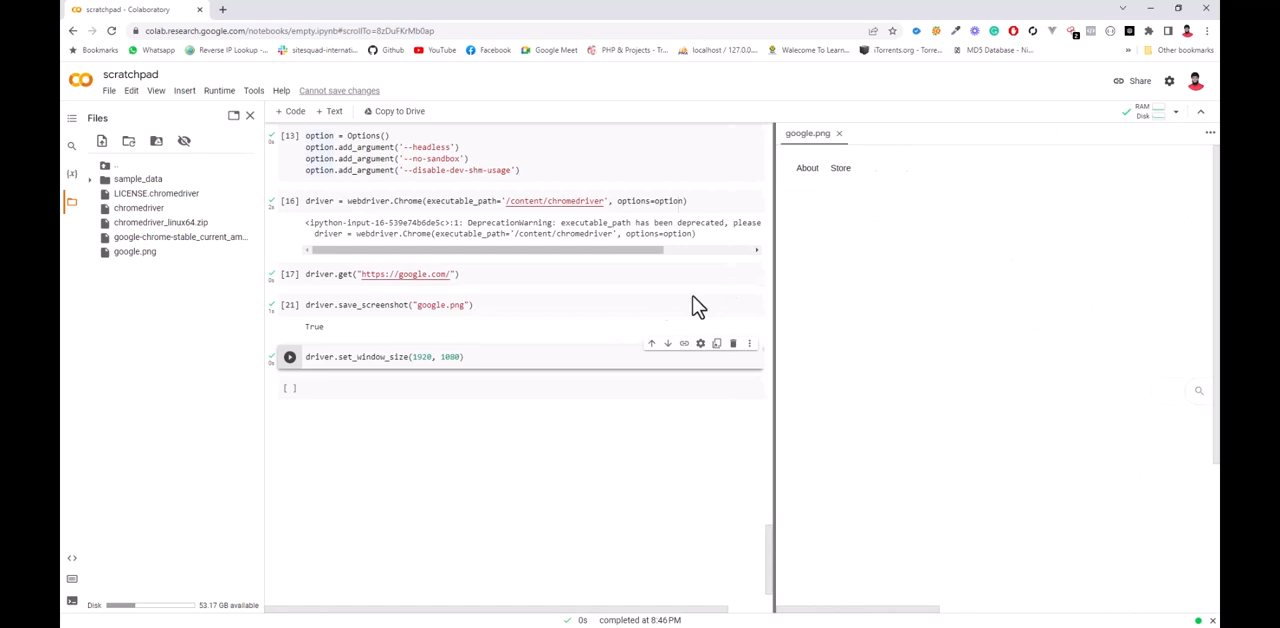 scratchpad - Colaboratory
colab.research.google.com/notebooks/empty.ipynb#scrollTo=8zDuFKrMb0ap
Bookmarks Whatsapp Reverse IP Lookup -... sitesquad-internati... Github YouTube Facebook Google Meet PHP & Projects - Tr... localhost / 127.0.0.... Walcome To Learn... iTorrents.org - Torre... MD5 Database - Ni... » Other bookmarks
scratchpad
File Edit View Insert Runtime Tools Help Cannot save changes
Share
+ Code + Text Copy to Drive
RAM
Disk
Files
..
sample_data
LICENSE.chromedriver
chromedriver
chromedriver_linux64.zip
google-chrome-stable_current_am...
google.png
Disk 53.17 GB available
[13] option = Options()
0s
option.add_argument('--headless')
option.add_argument('--no-sandbox')
option.add_argument('--disable-dev-shm-usage')
[16] driver = webdriver.Chrome(executable_path='/content/chromedriver', options=option)
2s
<ipython-input-16-539e74b6de5c>:1: DeprecationWarning: executable_path has been deprecated, please
driver = webdriver.Chrome(executable_path='/content/chromedriver', options=option)
[17] driver.get("https://google.com/")
0s
[21] driver.save_screenshot("google.png")
1s
True
driver.set_window_size(1920, 1080)
0s
[ ]
google.png
About Store
0s completed at 8:46PM